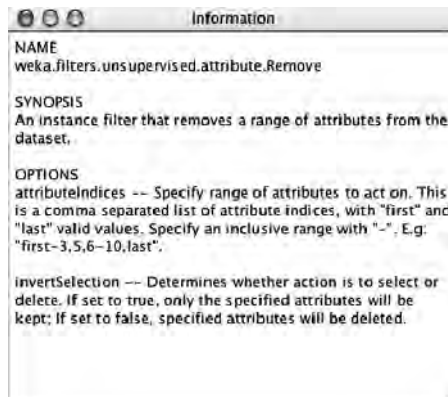 Information
NAME
weka.filters.unsupervised.attribute.Remove
SYNOPSIS
An instance filter that removes a range of attributes from the
dataset.
OPTIONS
attributeIndices -- Specify range of attributes to act on. This
is a comma separated list of attribute indices, with "first" and
"last" valid values. Specify an inclusive range with "-". E.g:
"first-3,5,6-10,last".
invertSelection -- Determines whether action is to select or
delete. If set to true, only the specified attributes will be
kept; If set to false, specified attributes will be deleted.